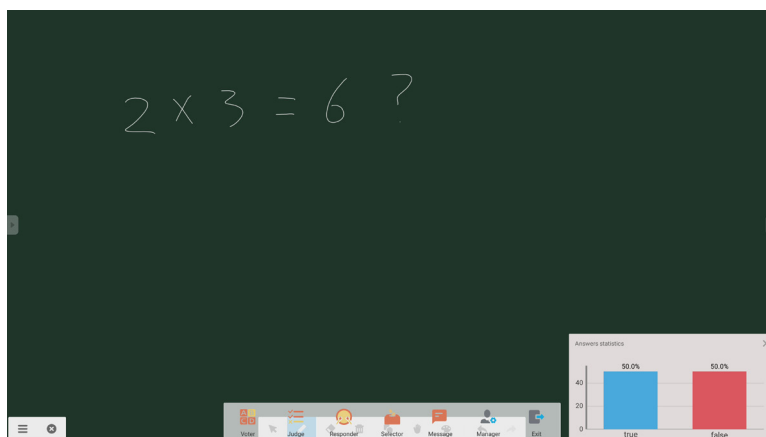 2 × 3 = 6 ?
Answers statistics
50.0% 50.0%
40
20
0
true false
A B
C D
Voter Judge Responder Selector Message Manager Exit